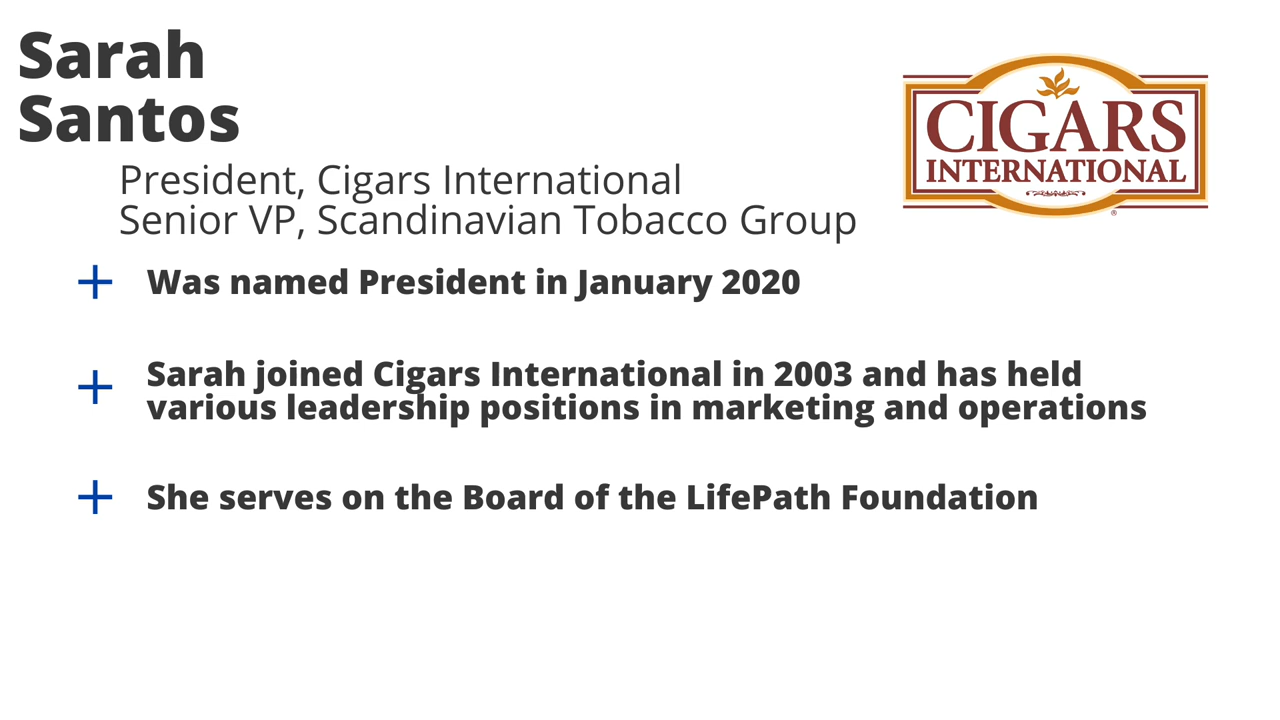 Sarah
Santos
President, Cigars International
Senior VP, Scandinavian Tobacco Group
CIGARS
INTERNATIONAL
®
+ Was named President in January 2020
+ Sarah joined Cigars International in 2003 and has held
various leadership positions in marketing and operations
+ She serves on the Board of the LifePath Foundation